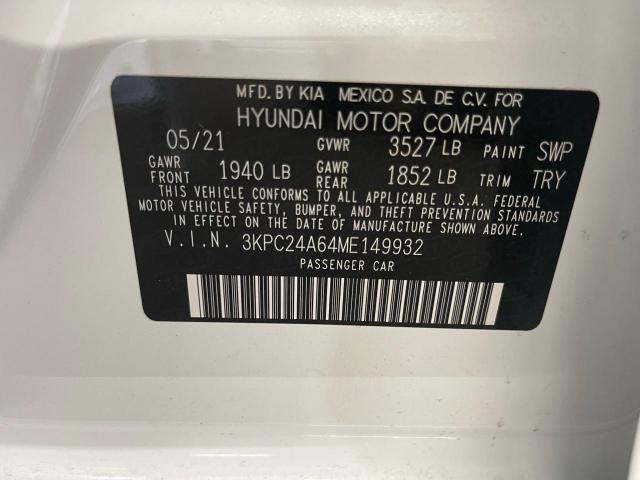 MFD. BY KIA MEXICO S.A. DE C.V. FOR
HYUNDAI MOTOR COMPANY
05/21 GVWR 3527 LB PAINT SWP
GAWR FRONT 1940 LB GAWR REAR 1852 LB TRIM TRY
THIS VEHICLE CONFORMS TO ALL APPLICABLE U.S.A. FEDERAL
MOTOR VEHICLE SAFETY, BUMPER, AND THEFT PREVENTION STANDARDS
IN EFFECT ON THE DATE OF MANUFACTURE SHOWN ABOVE.
V.I.N. 3KPC24A64ME149932
PASSENGER CAR